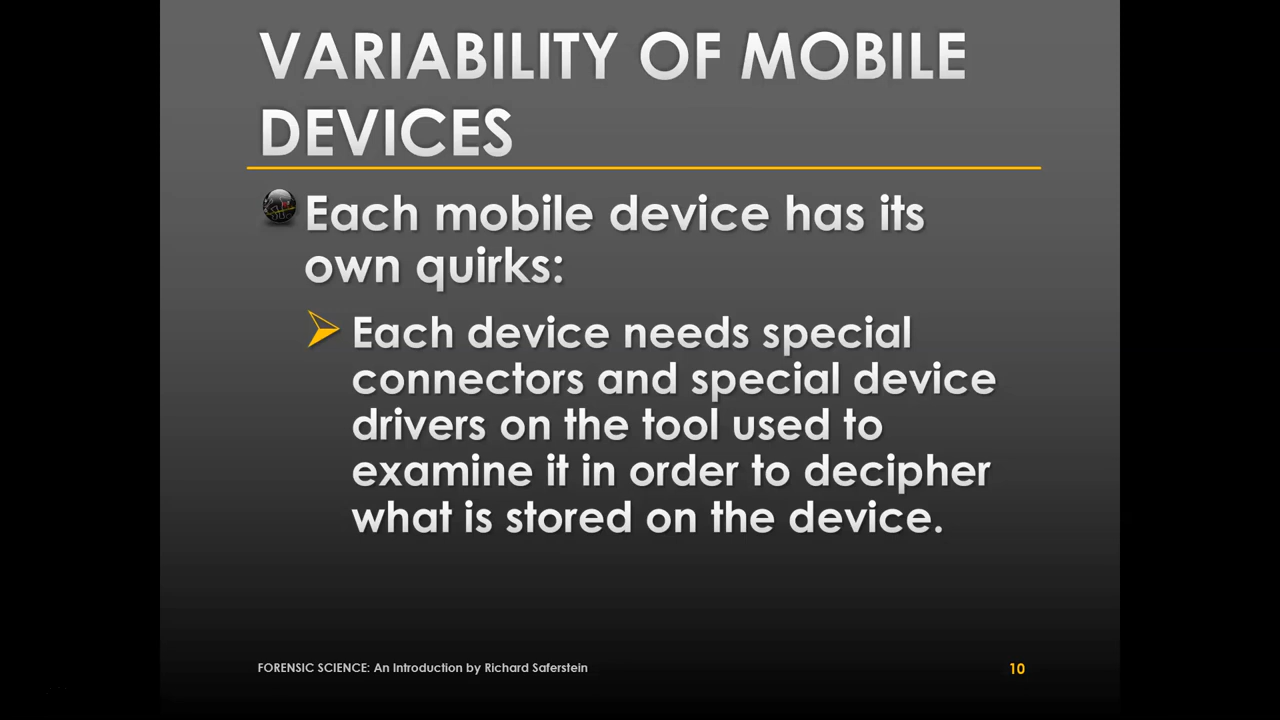 VARIABILITY OF MOBILE
DEVICES
Each mobile device has its
own quirks:
Each device needs special
connectors and special device
drivers on the tool used to
examine it in order to decipher
what is stored on the device.
FORENSIC SCIENCE: An Introduction by Richard Saferstein
10